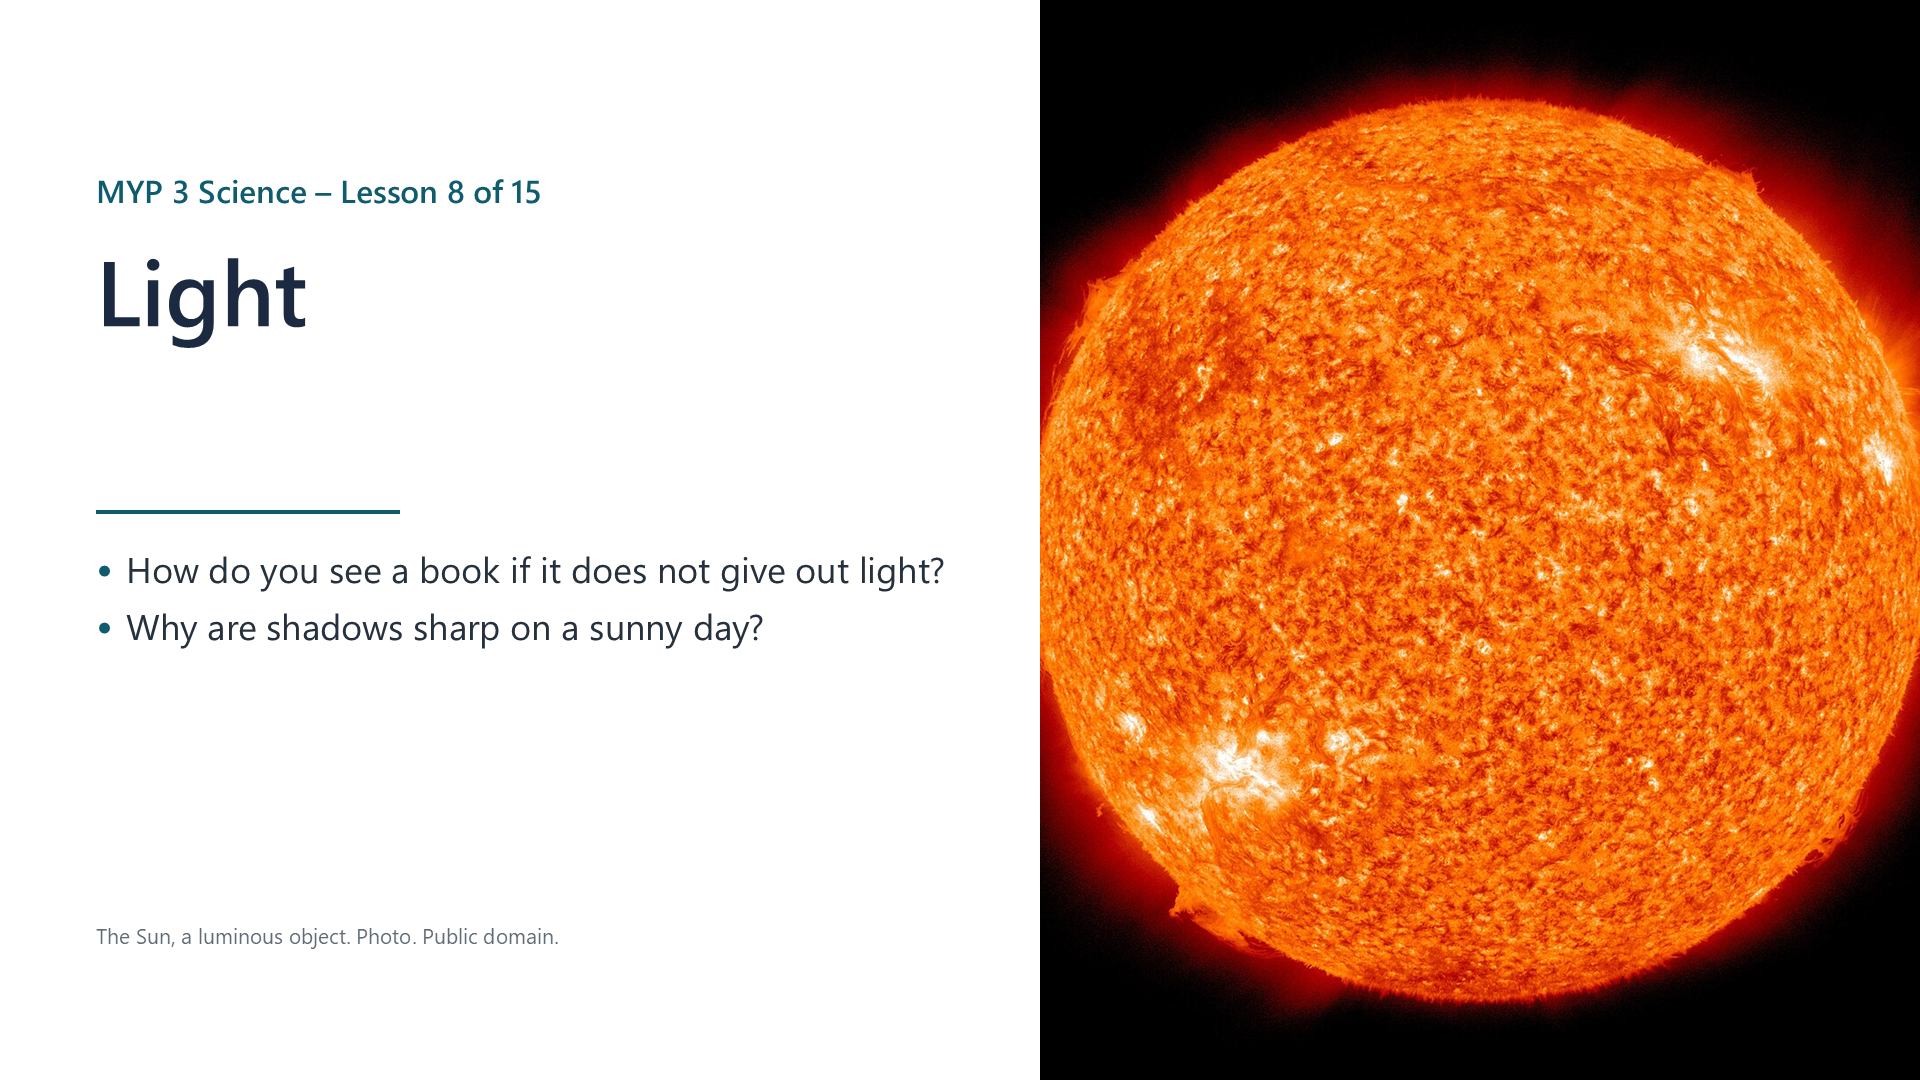 MYP 3 Science – Lesson 8 of 15
Light
• How do you see a book if it does not give out light?
• Why are shadows sharp on a sunny day?
The Sun, a luminous object. Photo. Public domain.